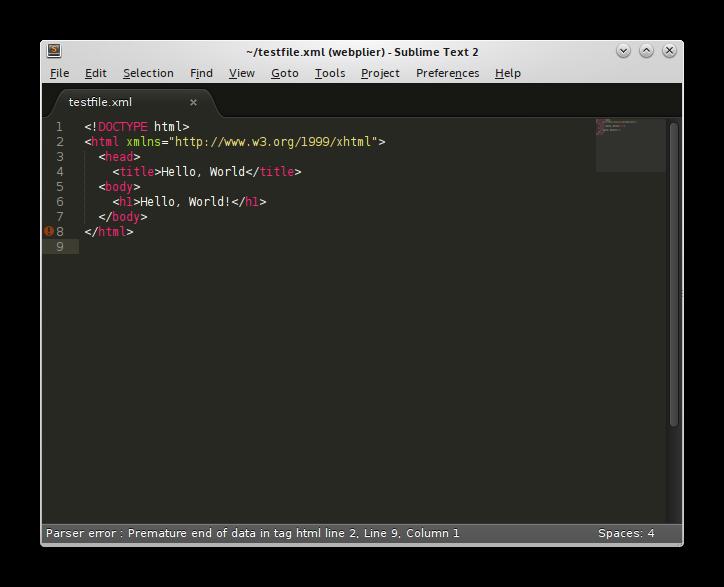 ~/testfile.xml (webplier) - Sublime Text 2
File Edit Selection Find View Goto Tools Project Preferences Help
testfile.xml ×
1 <!DOCTYPE html>
2 <html xmlns="http://www.w3.org/1999/xhtml">
3   <head>
4     <title>Hello, World</title>
5   <body>
6     <h1>Hello, World!</h1>
7   </body>
8 </html>
9
Parser error : Premature end of data in tag html line 2, Line 9, Column 1 Spaces: 4